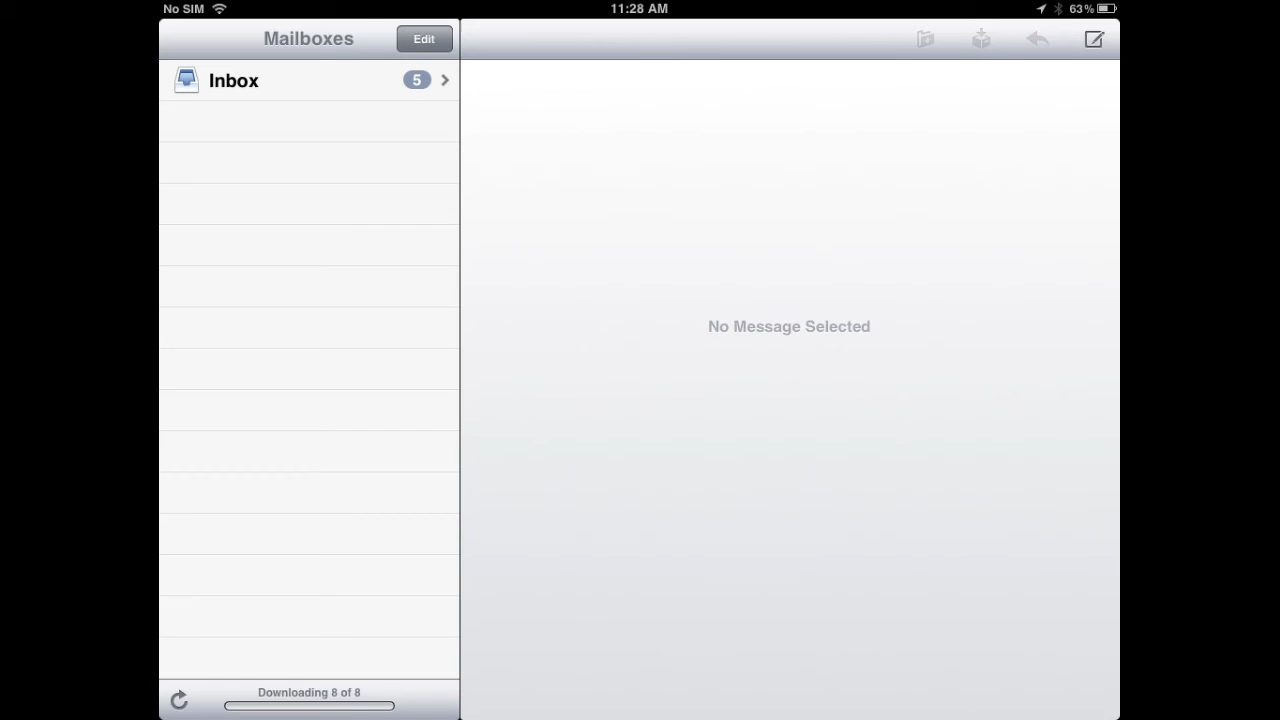 No SIM 11:28 AM 63%
Mailboxes Edit
Inbox 5
No Message Selected
Downloading 8 of 8